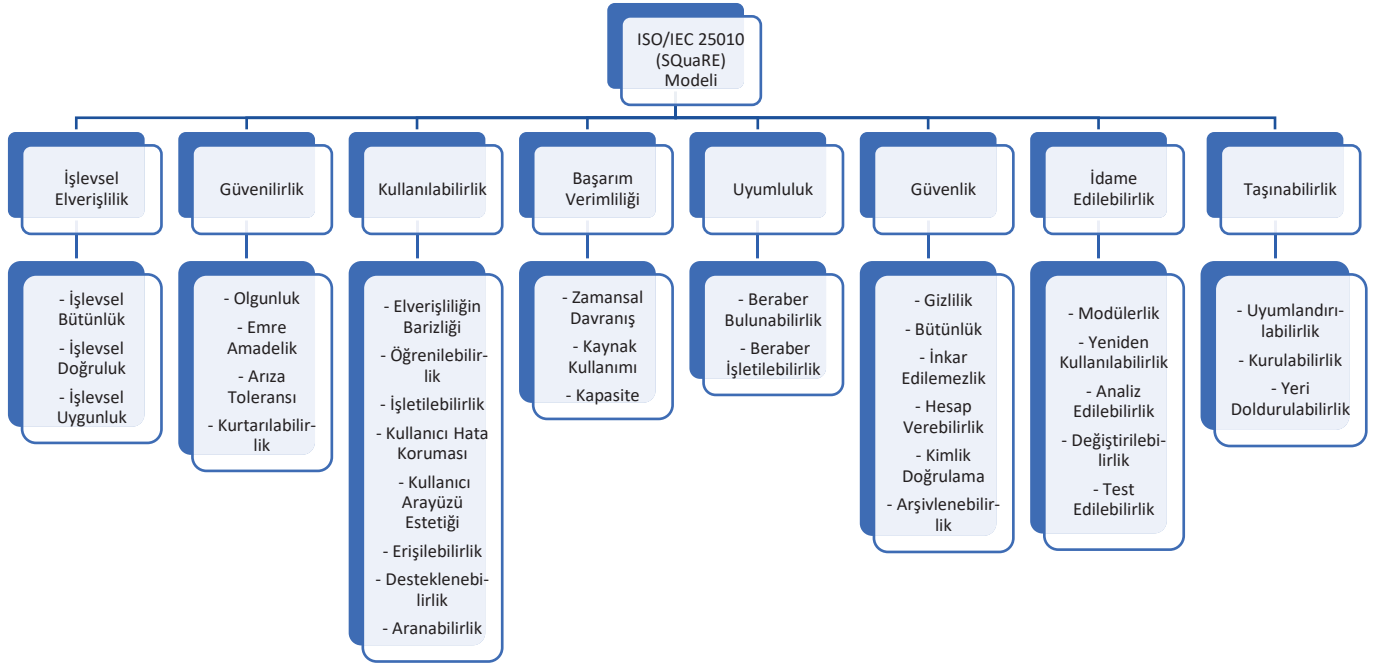 ISO/IEC 25010
(SQuaRE)
Modeli
İşlevsel
Elverişlilik
Güvenilirlik
Kullanılabilirlik
Başarım
Verimliliği
Uyumluluk
Güvenlik
İdame
Edilebilirlik
Taşınabilirlik
- İşlevsel
Bütünlük
- İşlevsel
Doğruluk
- İşlevsel
Uygunluk
- Olgunluk
- Emre
Amadelik
- Arıza
Toleransı
- Kurtarılabilir-
lik
- Elverişliliğin
Barizliği
- Öğrenilebilir-
lik
- İşletilebilirlik
- Kullanıcı Hata
Koruması
- Kullanıcı
Arayüzü
Estetiği
- Erişilebilirlik
- Desteklenebi-
lirlik
- Aranabilirlik
- Zamansal
Davranış
- Kaynak
Kullanımı
- Kapasite
- Beraber
Bulunabilirlik
- Beraber
İşletilebilirlik
- Gizlilik
- Bütünlük
- İnkar
Edilemezlik
- Hesap
Verebilirlik
- Kimlik
Doğrulama
- Arşivlenebilir-
lik
- Modülerlik
- Yeniden
Kullanılabilirlik
- Analiz
Edilebilirlik
- Değiştirilebi-
lirlik
- Test
Edilebilirlik
- Uyumlandırı-
labilirlik
- Kurulabilirlik
- Yeri
Doldurulabilirlik